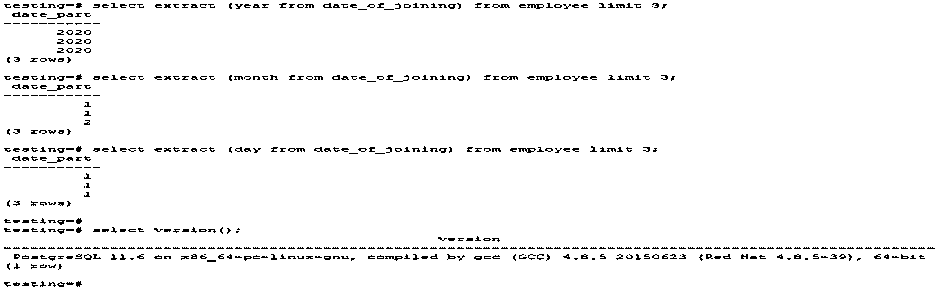 testing=# select extract (year from date_of_joining) from employee limit 3;
date_part
-----------
2020
2020
2020
(3 rows)
testing=# select extract (month from date_of_joining) from employee limit 3;
date_part
-----------
1
1
2
(3 rows)
testing=# select extract (day from date_of_joining) from employee limit 3;
date_part
-----------
1
1
1
(3 rows)
testing=#
testing=# select version();
version
PostgreSQL 11.6 on x86_64-pc-linux-gnu, compiled by gcc (GCC) 4.8.5 20150623 (Red Hat 4.8.5-39), 64-bit
(1 row)
testing=#